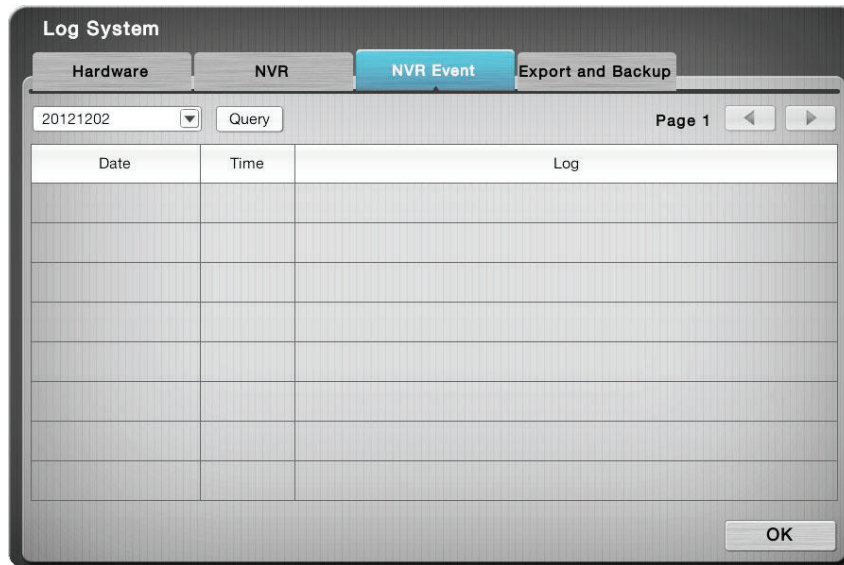 Log System
Hardware NVR NVR Event Export and Backup
20121202 Query Page 1
Date Time Log
OK